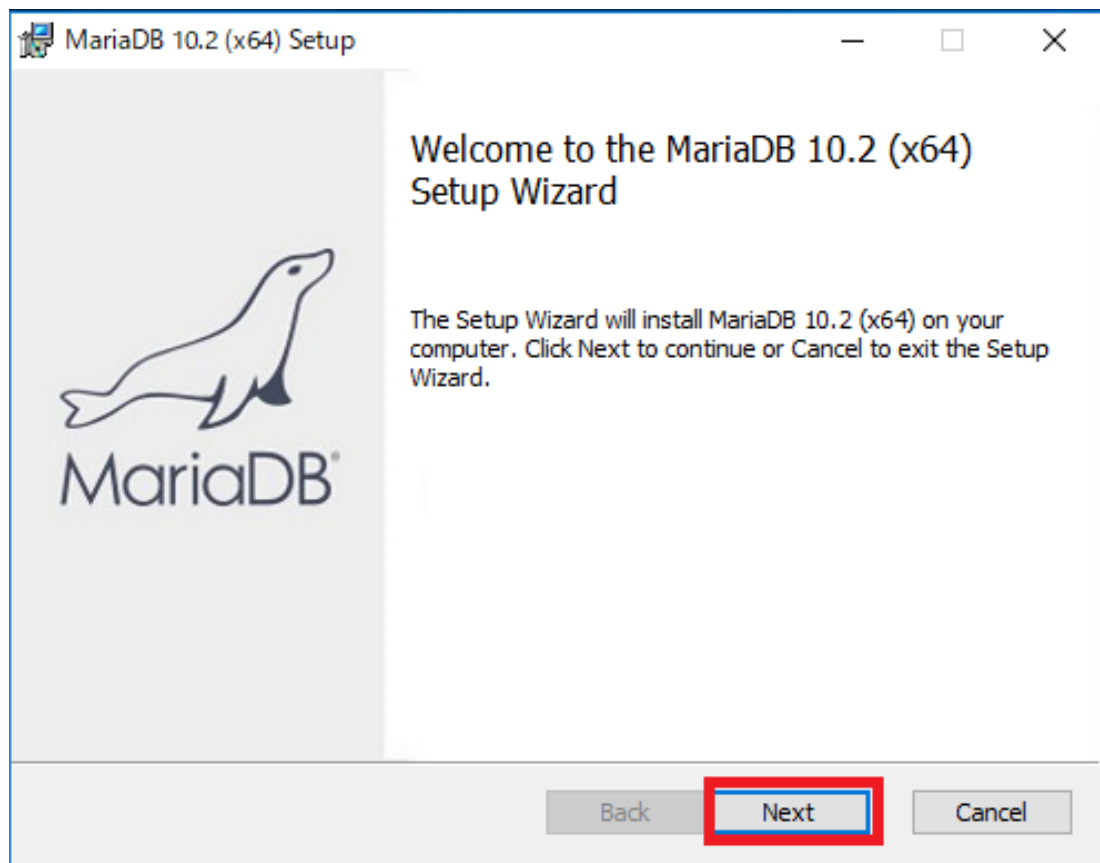 MariaDB 10.2 (x64) Setup
Welcome to the MariaDB 10.2 (x64)
Setup Wizard
The Setup Wizard will install MariaDB 10.2 (x64) on your
computer. Click Next to continue or Cancel to exit the Setup
Wizard.
MariaDB®
Back
Next
Cancel